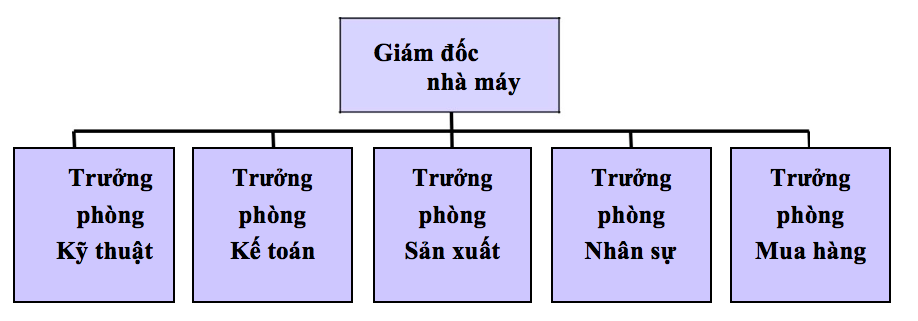 Giám đốc
nhà máy
Trưởng
phòng
Kỹ thuật
Trưởng
phòng
Kế toán
Trưởng
phòng
Sản xuất
Trưởng
phòng
Nhân sự
Trưởng
phòng
Mua hàng